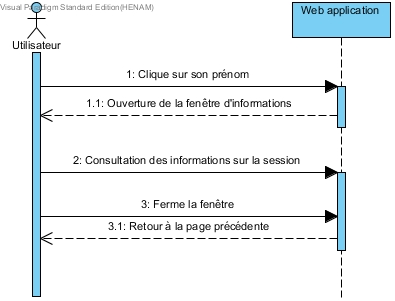 Visual Paradigm Standard Edition(HENAM)
Web application
Utilisateur
1: Clique sur son prénom
1.1: Ouverture de la fenêtre d'informations
2: Consultation des informations sur la session
3: Ferme la fenêtre
3.1: Retour à la page précédente